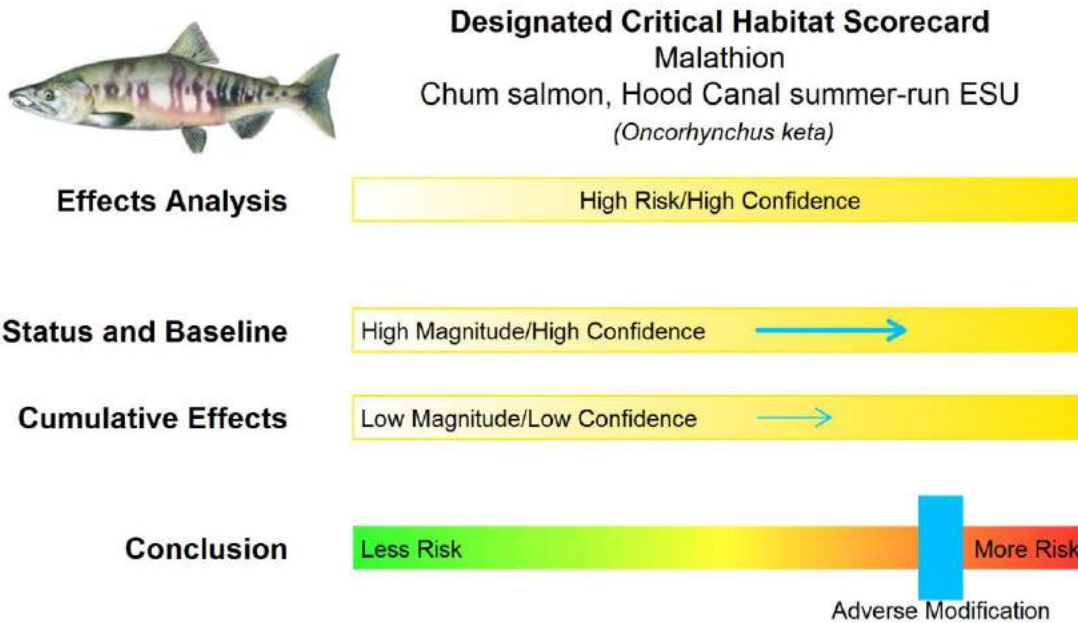 Designated Critical Habitat Scorecard
Malathion
Chum salmon, Hood Canal summer-run ESU
(Oncorhynchus keta)
Effects Analysis
High Risk/High Confidence
Status and Baseline
High Magnitude/High Confidence
Cumulative Effects
Low Magnitude/Low Confidence
Conclusion
Less Risk
More Risk
Adverse Modification